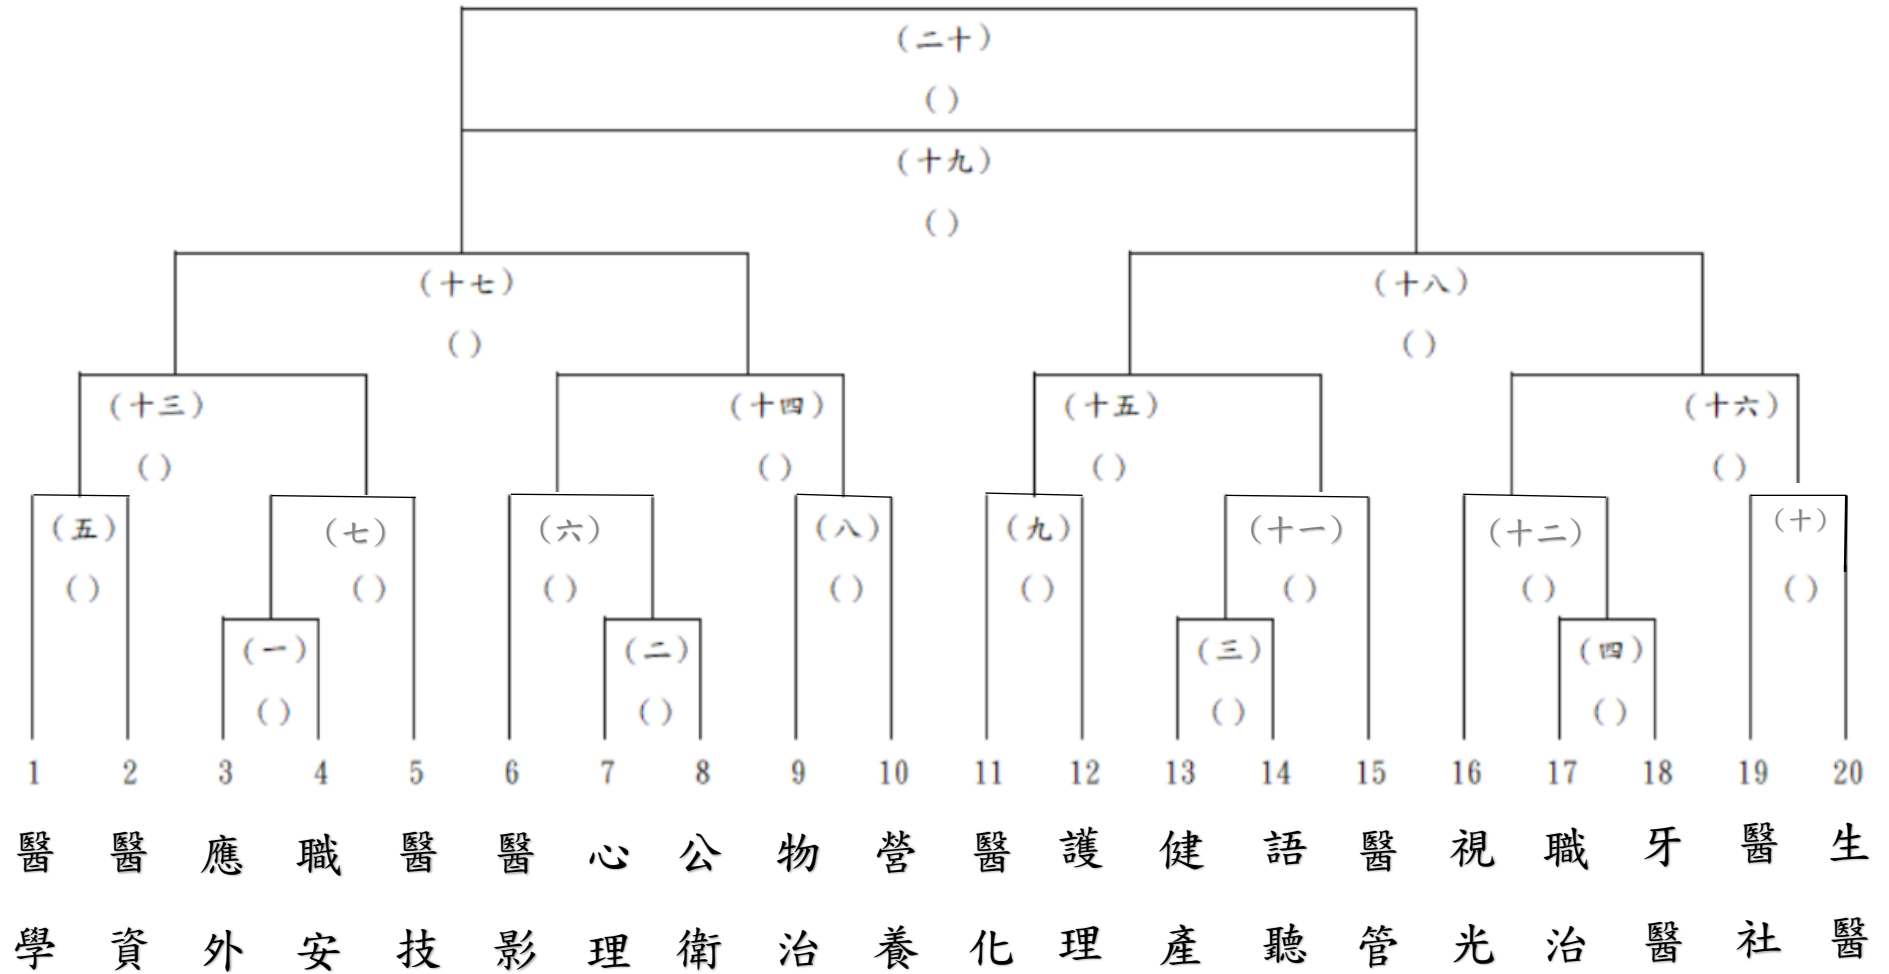 (二十)
( )
(十九)
( )
(十七) (十八)
( ) ( )
(十三) (十四) (十五) (十六)
( ) ( ) ( ) ( )
(五) (七) (六) (八) (九) (十一) (十二) (十)
( ) ( ) ( ) ( ) ( ) ( ) ( ) ( )
(一) (二) (三) (四)
( ) ( ) ( ) ( )
1 2 3 4 5 6 7 8 9 10 11 12 13 14 15 16 17 18 19 20
醫 醫 應 職 醫 醫 心 公 物 營 醫 護 健 語 醫 視 職 牙 醫 生
學 資 外 安 技 影 理 衛 治 養 化 理 產 聽 管 光 治 醫 社 醫